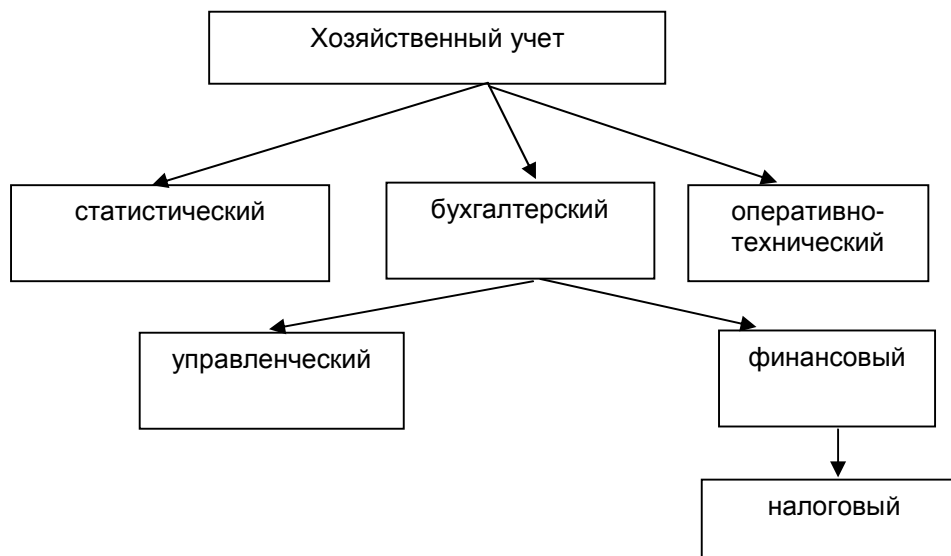 Хозяйственный учет
статистический
бухгалтерский
оперативно-
технический
управленческий
финансовый
налоговый